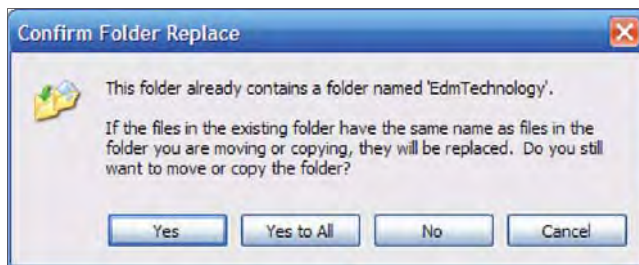 Confirm Folder Replace
This folder already contains a folder named 'EdmTechnology'.
If the files in the existing folder have the same name as files in the
folder you are moving or copying, they will be replaced. Do you still
want to move or copy the folder?
Yes
Yes to All
No
Cancel